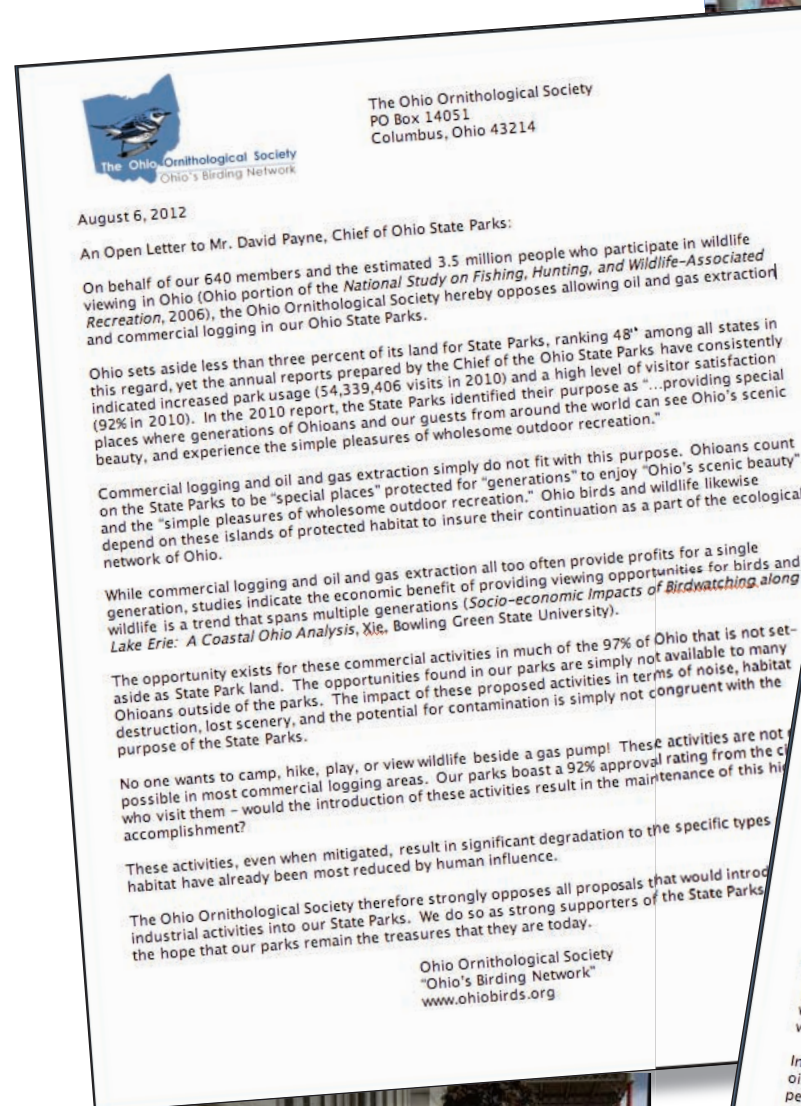 The Ohio Ornithological Society
Ohio's Birding Network
The Ohio Ornithological Society
PO Box 14051
Columbus, Ohio 43214
August 6, 2012
An Open Letter to Mr. David Payne, Chief of Ohio State Parks:
On behalf of our 640 members and the estimated 3.5 million people who participate in wildlife
viewing in Ohio (Ohio portion of the National Study on Fishing, Hunting, and Wildlife-Associated
Recreation, 2006), the Ohio Ornithological Society hereby opposes allowing oil and gas extraction
and commercial logging in our Ohio State Parks.
Ohio sets aside less than three percent of its land for State Parks, ranking 48th among all states in
this regard, yet the annual reports prepared by the Chief of the Ohio State Parks have consistently
indicated increased park usage (54,339,406 visits in 2010) and a high level of visitor satisfaction
(92% in 2010). In the 2010 report, the State Parks identified their purpose as "...providing special
places where generations of Ohioans and our guests from around the world can see Ohio's scenic
beauty, and experience the simple pleasures of wholesome outdoor recreation."
Commercial logging and oil and gas extraction simply do not fit with this purpose. Ohioans count
on the State Parks to be "special places" protected for "generations" to enjoy "Ohio's scenic beauty"
and the "simple pleasures of wholesome outdoor recreation." Ohio birds and wildlife likewise
depend on these islands of protected habitat to insure their continuation as a part of the ecological
network of Ohio.
While commercial logging and oil and gas extraction all too often provide profits for a single
generation, studies indicate the economic benefit of providing viewing opportunities for birds and
wildlife is a trend that spans multiple generations (Socio-economic Impacts of Birdwatching along
Lake Erie: A Coastal Ohio Analysis, Xie, Bowling Green State University).
The opportunity exists for these commercial activities in much of the 97% of Ohio that is not set-
aside as State Park land. The opportunities found in our parks are simply not available to many
Ohioans outside of the parks. The impact of these proposed activities in terms of noise, habitat
destruction, lost scenery, and the potential for contamination is simply not congruent with the
purpose of the State Parks.
No one wants to camp, hike, play, or view wildlife beside a gas pump! These activities are not
possible in most commercial logging areas. Our parks boast a 92% approval rating from the
who visit them – would the introduction of these activities result in the maintenance of this
accomplishment?
These activities, even when mitigated, result in significant degradation to the specific types
habitat have already been most reduced by human influence.
The Ohio Ornithological Society therefore strongly opposes all proposals that would
industrial activities into our State Parks. We do so as strong supporters of the State Parks
the hope that our parks remain the treasures that they are today.
Ohio Ornithological Society
"Ohio's Birding Network"
www.ohiobirds.org